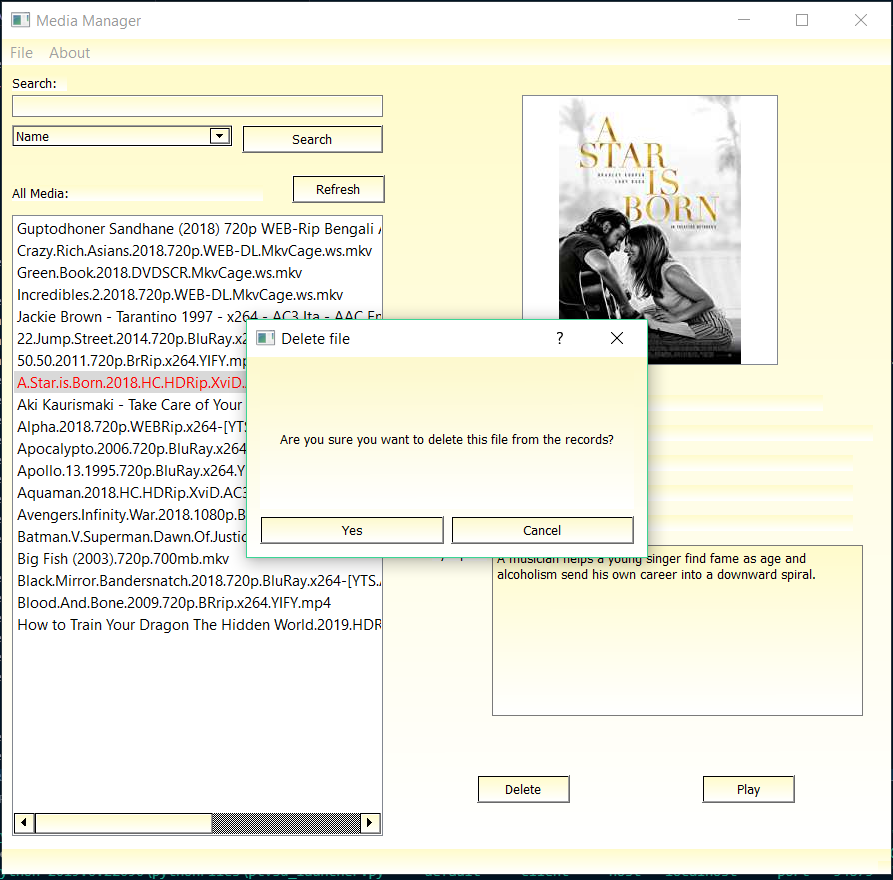 Media Manager
File About
Search:
Name
Search
All Media:
Refresh
Guptodhoner Sandhane (2018) 720p WEB-Rip Bengali
Crazy.Rich.Asians.2018.720p.WEB-DL.MkvCage.ws.mkv
Green.Book.2018.DVDSCR.MkvCage.ws.mkv
Incredibles.2.2018.720p.WEB-DL.MkvCage.ws.mkv
Jackie Brown - Tarantino 1997 - x264 - AC3 Ita - AAC En
22.Jump.Street.2014.720p.BluRay.x2
50.50.2011.720p.BrRip.x264.YIFY.mp
A.Star.is.Born.2018.HC.HDRip.XviD.
Aki Kaurismaki - Take Care of Your
Alpha.2018.720p.WEBRip.x264-[YTS
Apocalypto.2006.720p.BluRay.x264
Apollo.13.1995.720p.BluRay.x264.Y
Aquaman.2018.HC.HDRip.XviD.AC3
Avengers.Infinity.War.2018.1080p.B
Batman.V.Superman.Dawn.Of.Justic
Big Fish (2003).720p.700mb.mkv
Black.Mirror.Bandersnatch.2018.720p.BluRay.x264-[YTS.
Blood.And.Bone.2009.720p.BRrip.x264.YIFY.mp4
How to Train Your Dragon The Hidden World.2019.HDR
A
STAR
BRADLEY COOPER
LADY GAGA
IS
BORN
Delete file
?
Are you sure you want to delete this file from the records?
Yes
Cancel
A musician helps a young singer find fame as age and
alcoholism send his own career into a downward spiral.
Delete
Play